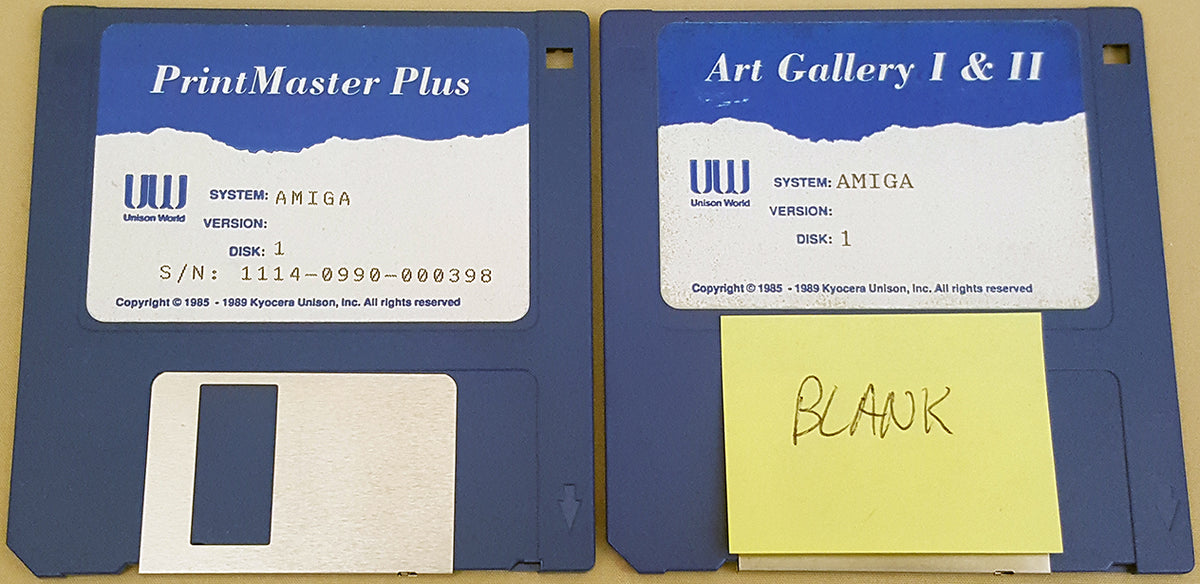 PrintMaster Plus
UW
Unison World
SYSTEM: AMIGA
VERSION:
DISK: 1
S/N: 1114-0990-000398
Copyright © 1985 - 1989 Kyocera Unison, Inc. All rights reserved
Art Gallery I & II
UW
Unison World
SYSTEM: AMIGA
VERSION:
DISK: 1
Copyright © 1985 - 1989 Kyocera Unison, Inc. All rights reserved
BLANK